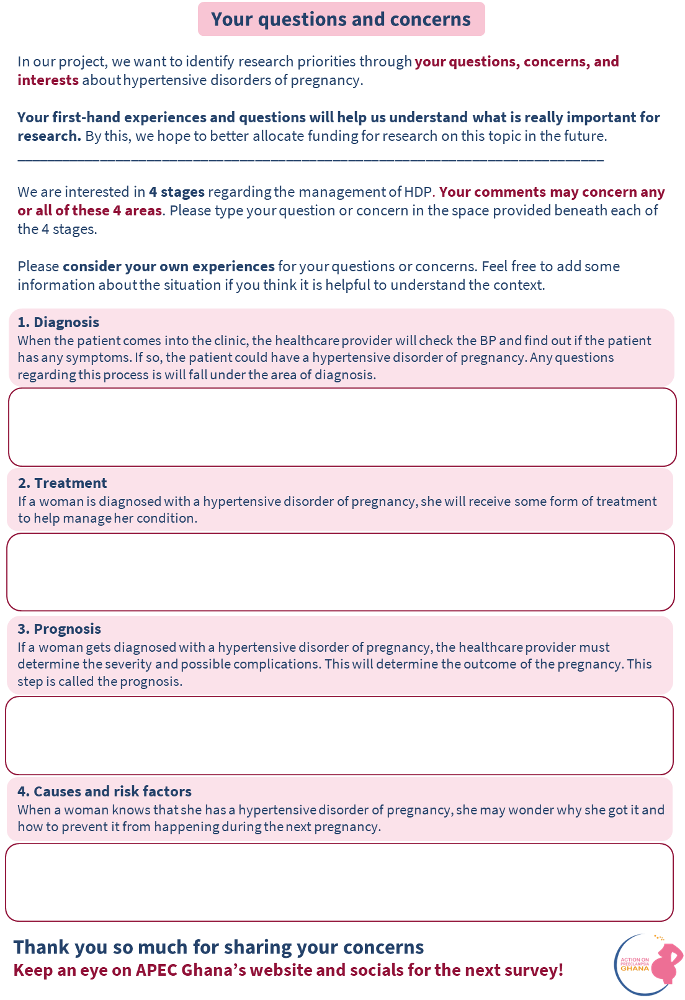 Your questions and concerns
In our project, we want to identify research priorities through your questions, concerns, and
interests about hypertensive disorders of pregnancy.
Your first-hand experiences and questions will help us understand what is really important for
research. By this, we hope to better allocate funding for research on this topic in the future.
We are interested in 4 stages regarding the management of HDP. Your comments may concern any
or all of these 4 areas. Please type your question or concern in the space provided beneath each of
the 4 stages.
Please consider your own experiences for your questions or concerns. Feel free to add some
information about the situation if you think it is helpful to understand the context.
1. Diagnosis
When the patient comes into the clinic, the healthcare provider will check the BP and find out if the patient
has any symptoms. If so, the patient could have a hypertensive disorder of pregnancy. Any questions
regarding this process is will fall under the area of diagnosis.
2. Treatment
If a woman is diagnosed with a hypertensive disorder of pregnancy, she will receive some form of treatment
to help manage her condition.
3. Prognosis
If a woman gets diagnosed with a hypertensive disorder of pregnancy, the healthcare provider must
determine the severity and possible complications. This will determine the outcome of the pregnancy. This
step is called the prognosis.
4. Causes and risk factors
When a woman knows that she has a hypertensive disorder of pregnancy, she may wonder why she got it and
how to prevent it from happening during the next pregnancy.
Thank you so much for sharing your concerns
Keep an eye on APEC Ghana’s website and socials for the next survey!
ACTION ON
PREECLAMPSIA
GHANA